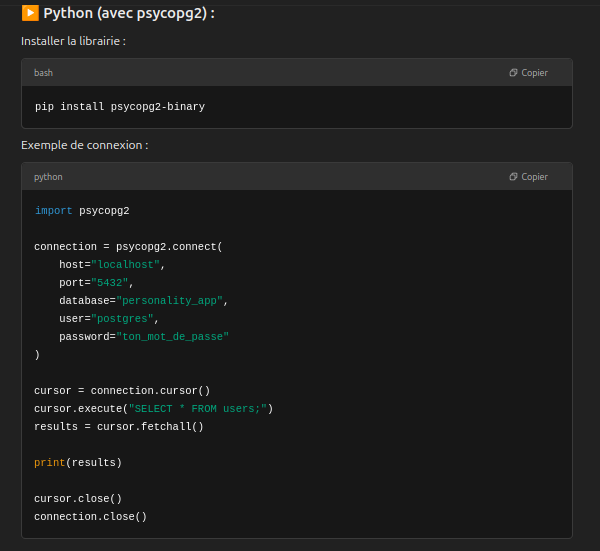 ▶️ Python (avec psycopg2) :
Installer la librairie :
bash
Copier
pip install psycopg2-binary
Exemple de connexion :
python
Copier
import psycopg2

connection = psycopg2.connect(
    host="localhost",
    port="5432",
    database="personality_app",
    user="postgres",
    password="ton_mot_de_passe"
)

cursor = connection.cursor()
cursor.execute("SELECT * FROM users;")
results = cursor.fetchall()

print(results)

cursor.close()
connection.close()